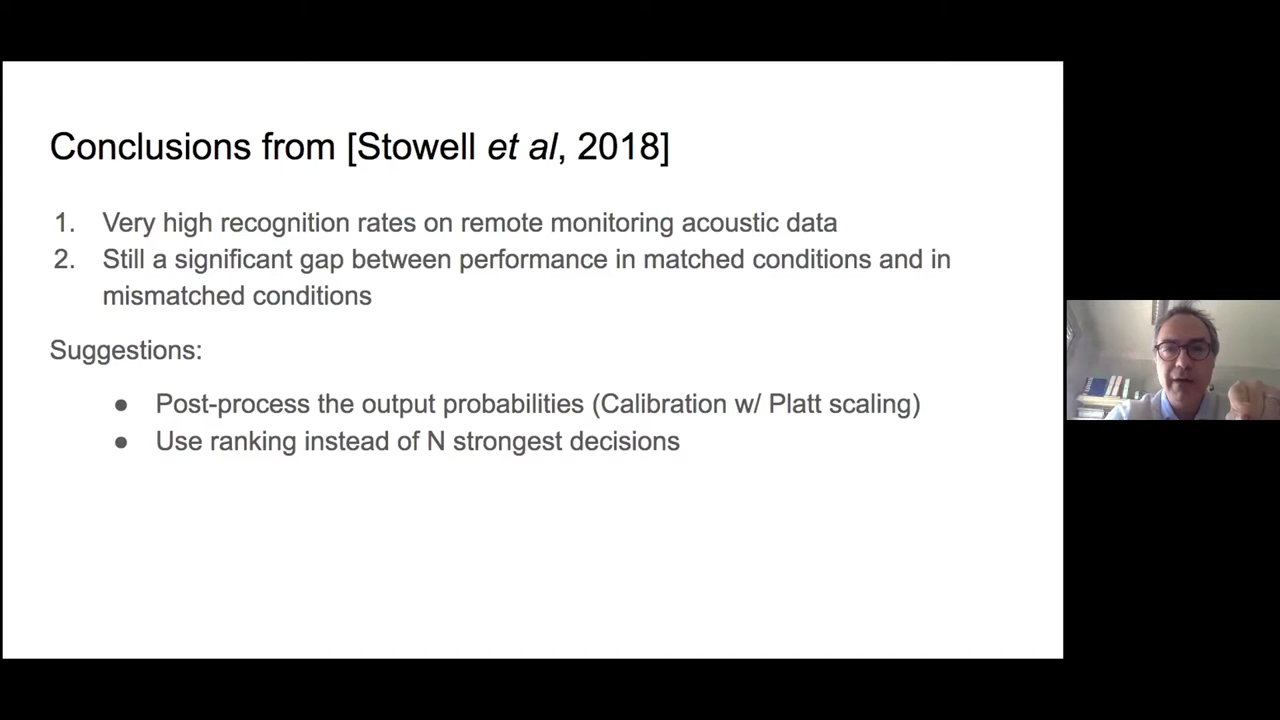 Conclusions from [Stowell et al, 2018]
1. Very high recognition rates on remote monitoring acoustic data
2. Still a significant gap between performance in matched conditions and in
mismatched conditions
Suggestions:
● Post-process the output probabilities (Calibration w/ Platt scaling)
● Use ranking instead of N strongest decisions